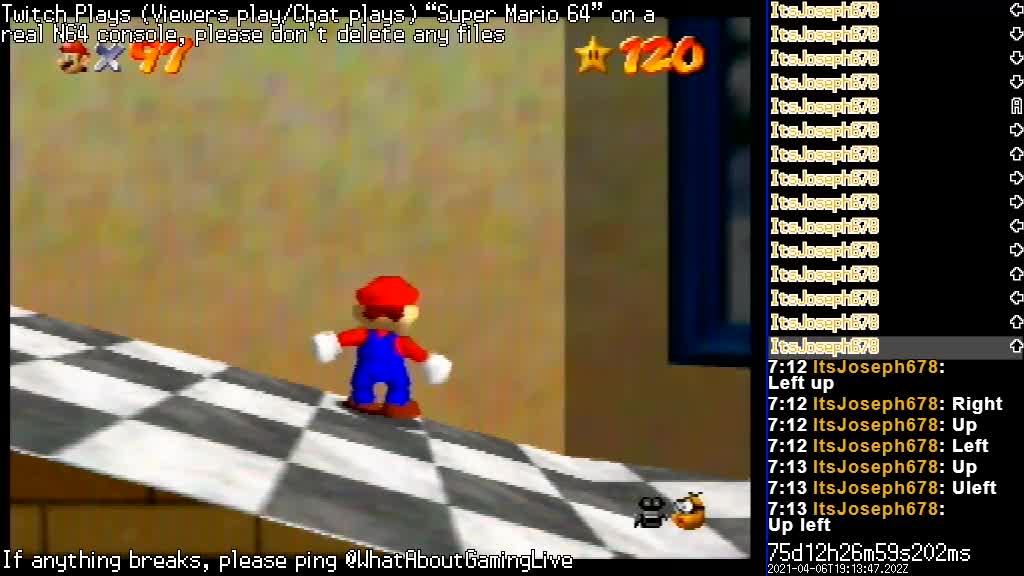 Twitch Plays (Viewers play/Chat plays) “Super Mario 64” on a
real N64 console, please don't delete any files
97
120
ItsJoseph678
ItsJoseph678
ItsJoseph678
ItsJoseph678
ItsJoseph678 A
ItsJoseph678
ItsJoseph678
ItsJoseph678
ItsJoseph678
ItsJoseph678
ItsJoseph678
ItsJoseph678
ItsJoseph678
ItsJoseph678
ItsJoseph678
7:12 ItsJoseph678:
Left up
7:12 ItsJoseph678: Right
7:12 ItsJoseph678: Up
7:12 ItsJoseph678: Left
7:13 ItsJoseph678: Up
7:13 ItsJoseph678: Uleft
7:13 ItsJoseph678:
Up left
75d12h26m59s202ms
2021-04-06T19:13:47.202Z
If anything breaks, please ping @WhatAboutGamingLive